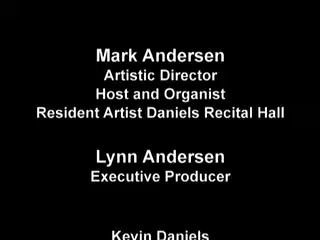 Mark Andersen
Artistic Director
Host and Organist
Resident Artist Daniels Recital Hall
Lynn Andersen
Executive Producer
Kevin Daniels